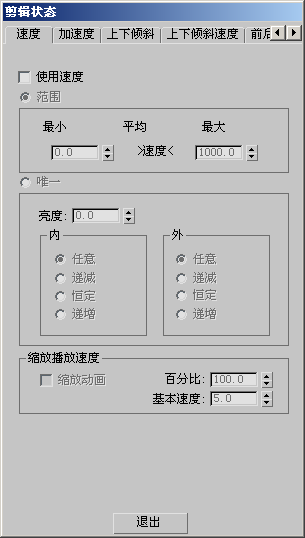 剪辑状态
速度 加速度 上下倾斜 上下倾斜速度 前后
使用速度
范围
最小 平均 最大
0.0 >速度< 1000.0
唯一
亮度: 0.0
内 外
任意 任意
递减 递减
恒定 恒定
递增 递增
缩放播放速度
缩放动画 百分比: 100.0
基本速度: 5.0
退出